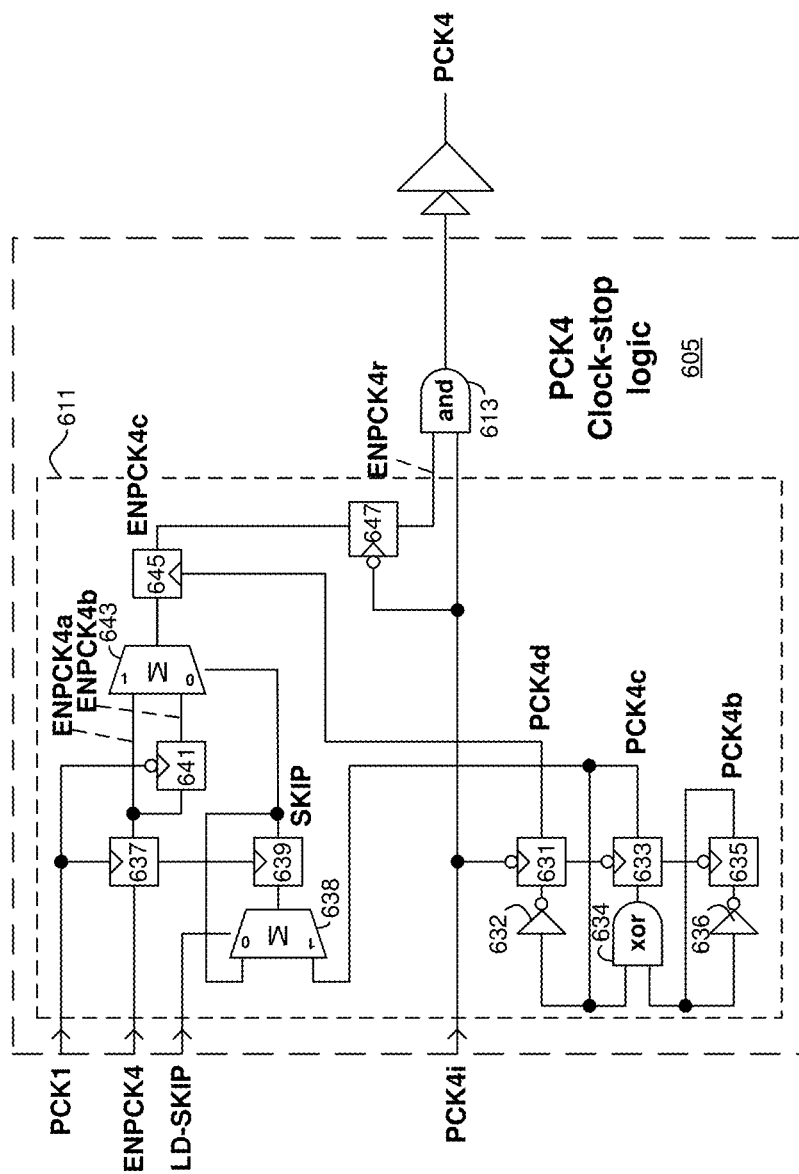 PCK1
ENPCK4
LD-SKIP
PCK4i
611
ENPCK4a
ENPCK4b
643
ENPCK4c
637
641
M
1
0
645
SKIP
639
M
0
1
638
647
ENPCK4r
and
613
PCK4
PCK4
Clock-stop
logic
605
PCK4d
PCK4c
PCK4b
631
633
635
632
634
636
xor